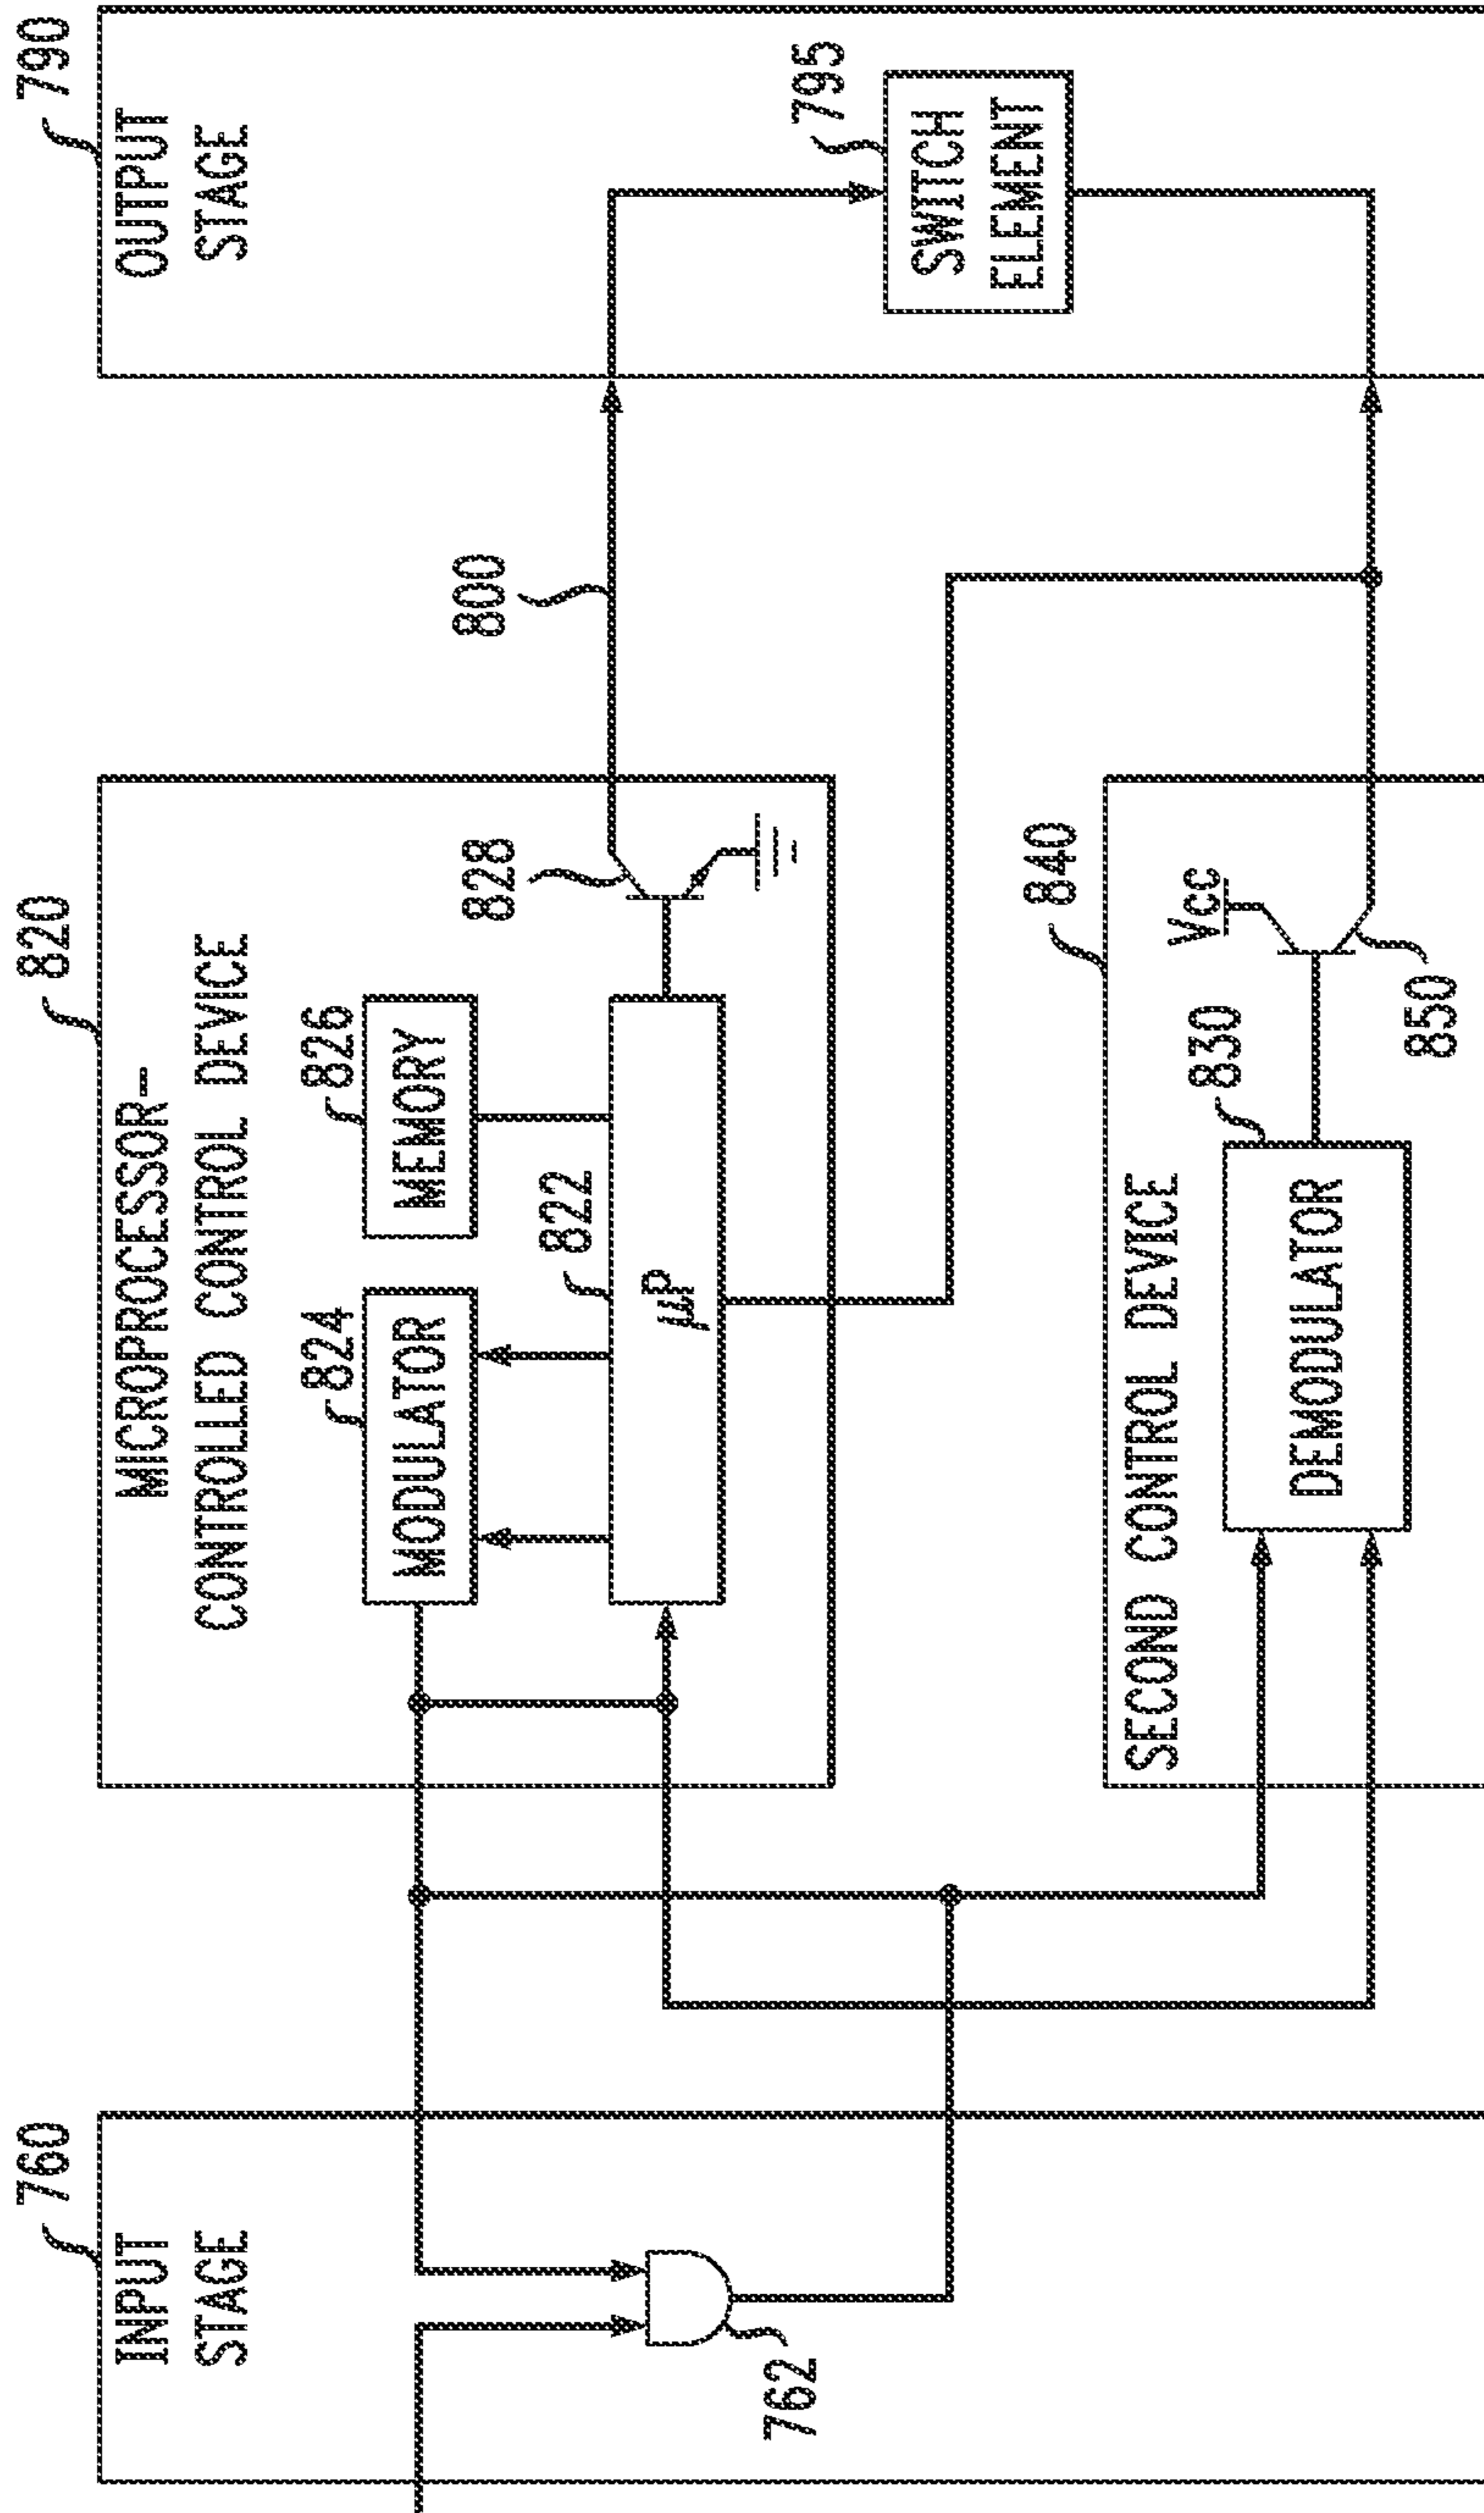 760
INPUT
STAGE
762
820
MICROPROCESSOR-
CONTROLLED CONTROL DEVICE
824
MODULATOR
826
MEMORY
822
μP
828
800
SECOND CONTROL DEVICE
840
830
DEMODULATOR
Vcc
850
790
OUTPUT
STAGE
795
SWITCH
ELEMENT